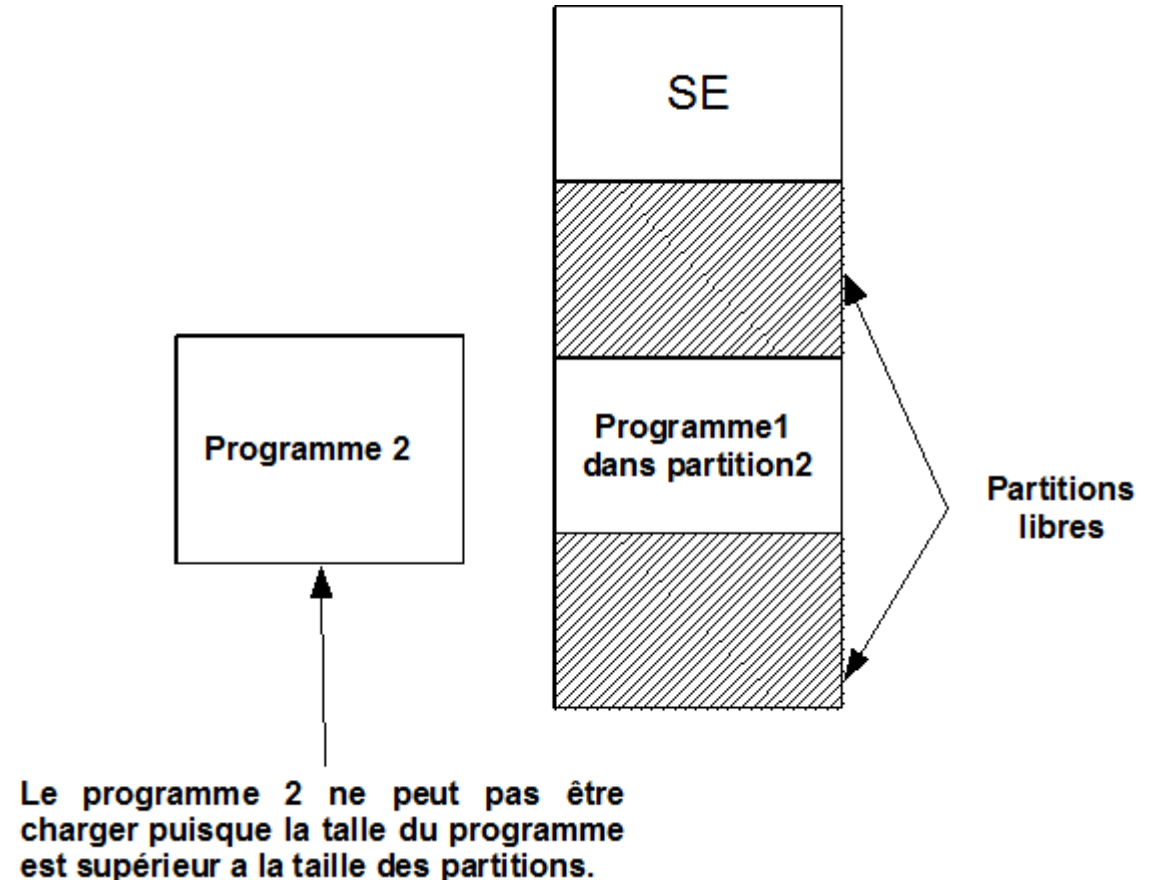 SE
Programme 2
Programme1
dans partition2
Partitions
libres
Le programme 2 ne peut pas être
charger puisque la talle du programme
est supérieur a la taille des partitions.